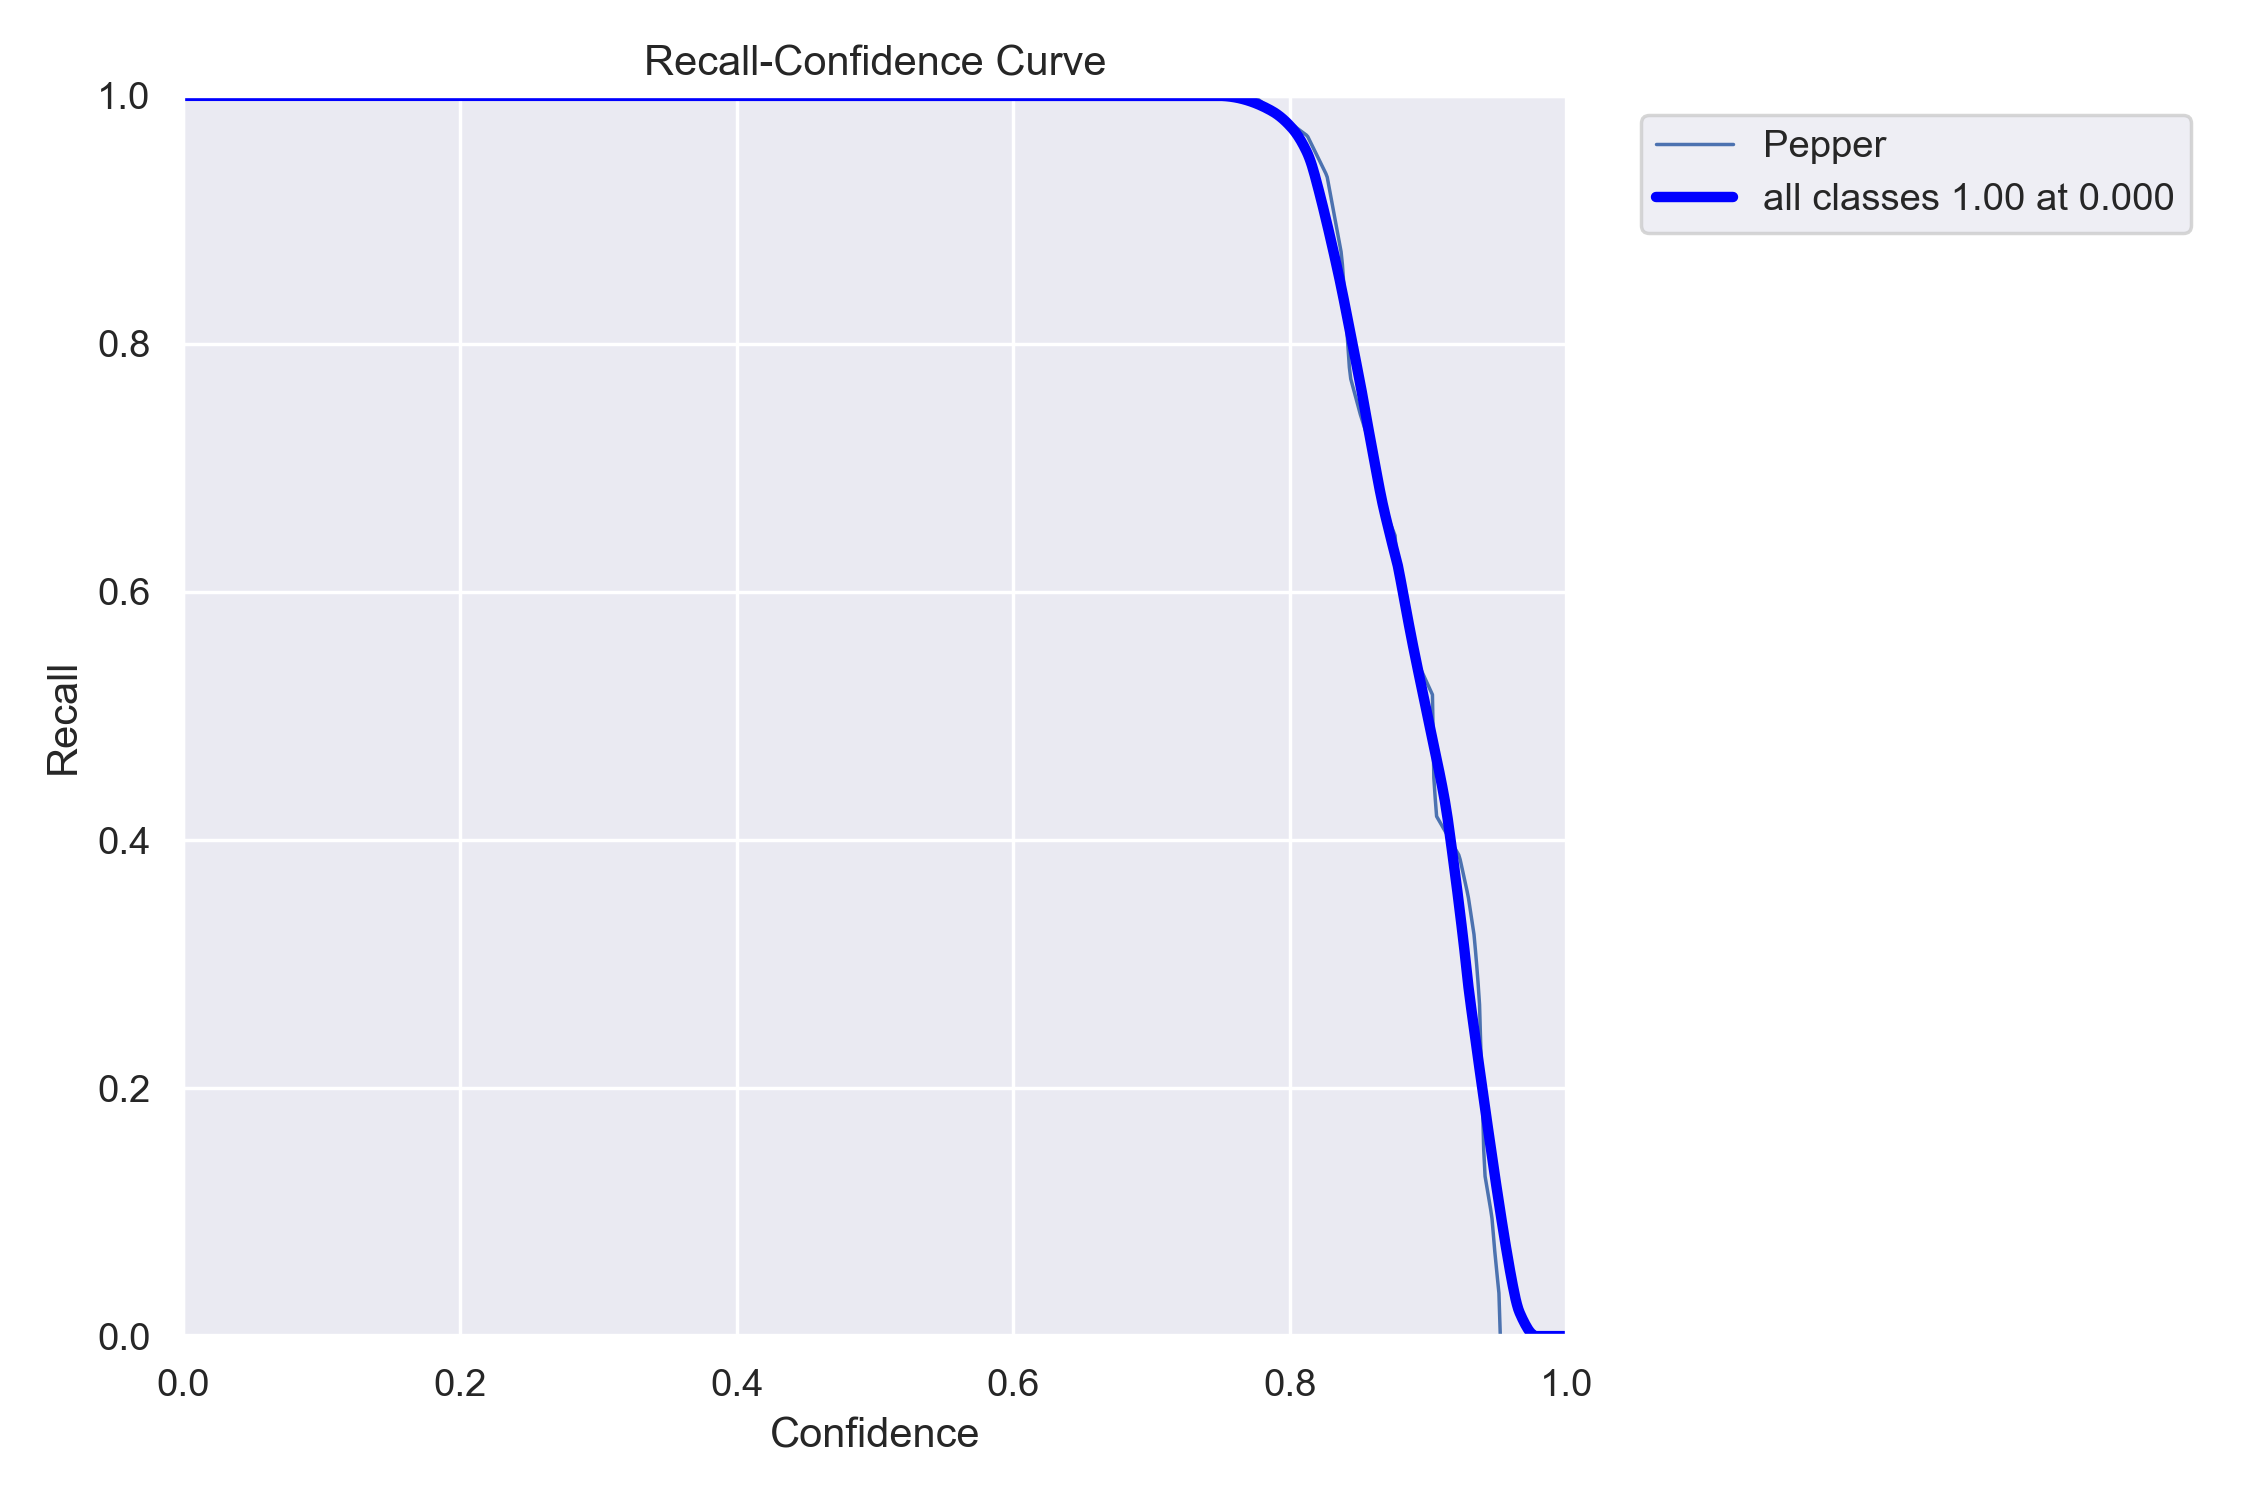 Recall-Confidence Curve
1.0
0.8
0.6
0.4
0.2
0.0
Recall
0.0 0.2 0.4 0.6 0.8 1.0
Confidence
Pepper
all classes 1.00 at 0.000